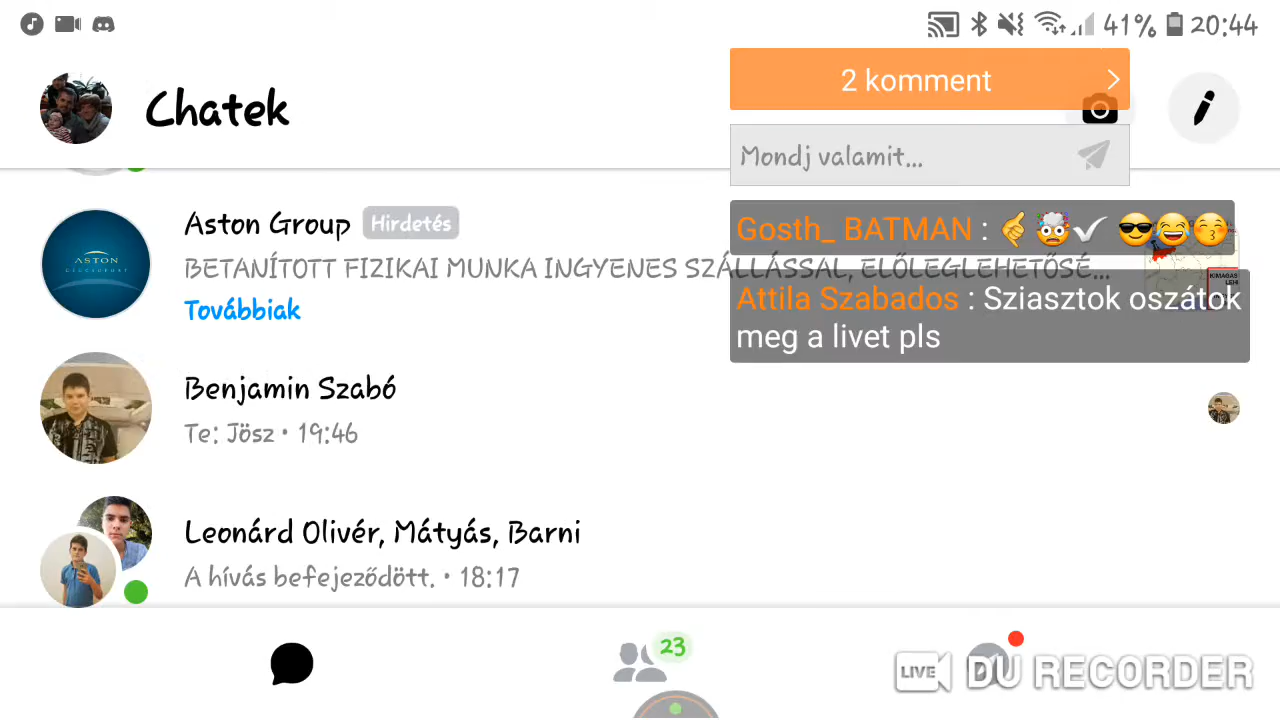 41% 20:44
Chatek
2 komment
Mondj valamit...
Aston Group Hirdetés
BETANÍTOTT FIZIKAI MUNKA INGYENES SZÁLLÁSSAL, ELŐLEGLEHETŐSÉ...
Továbbiak
ASTON
Gosth_ BATMAN : 🤙🤯✔ 😎😂😚
Attila Szabados : Sziasztok oszátok
meg a livet pls
Benjamin Szabó
Te: Jösz • 19:46
Leonárd Olivér, Mátyás, Barni
A hívás befejeződött. • 18:17
23
LIVE DU RECORDER